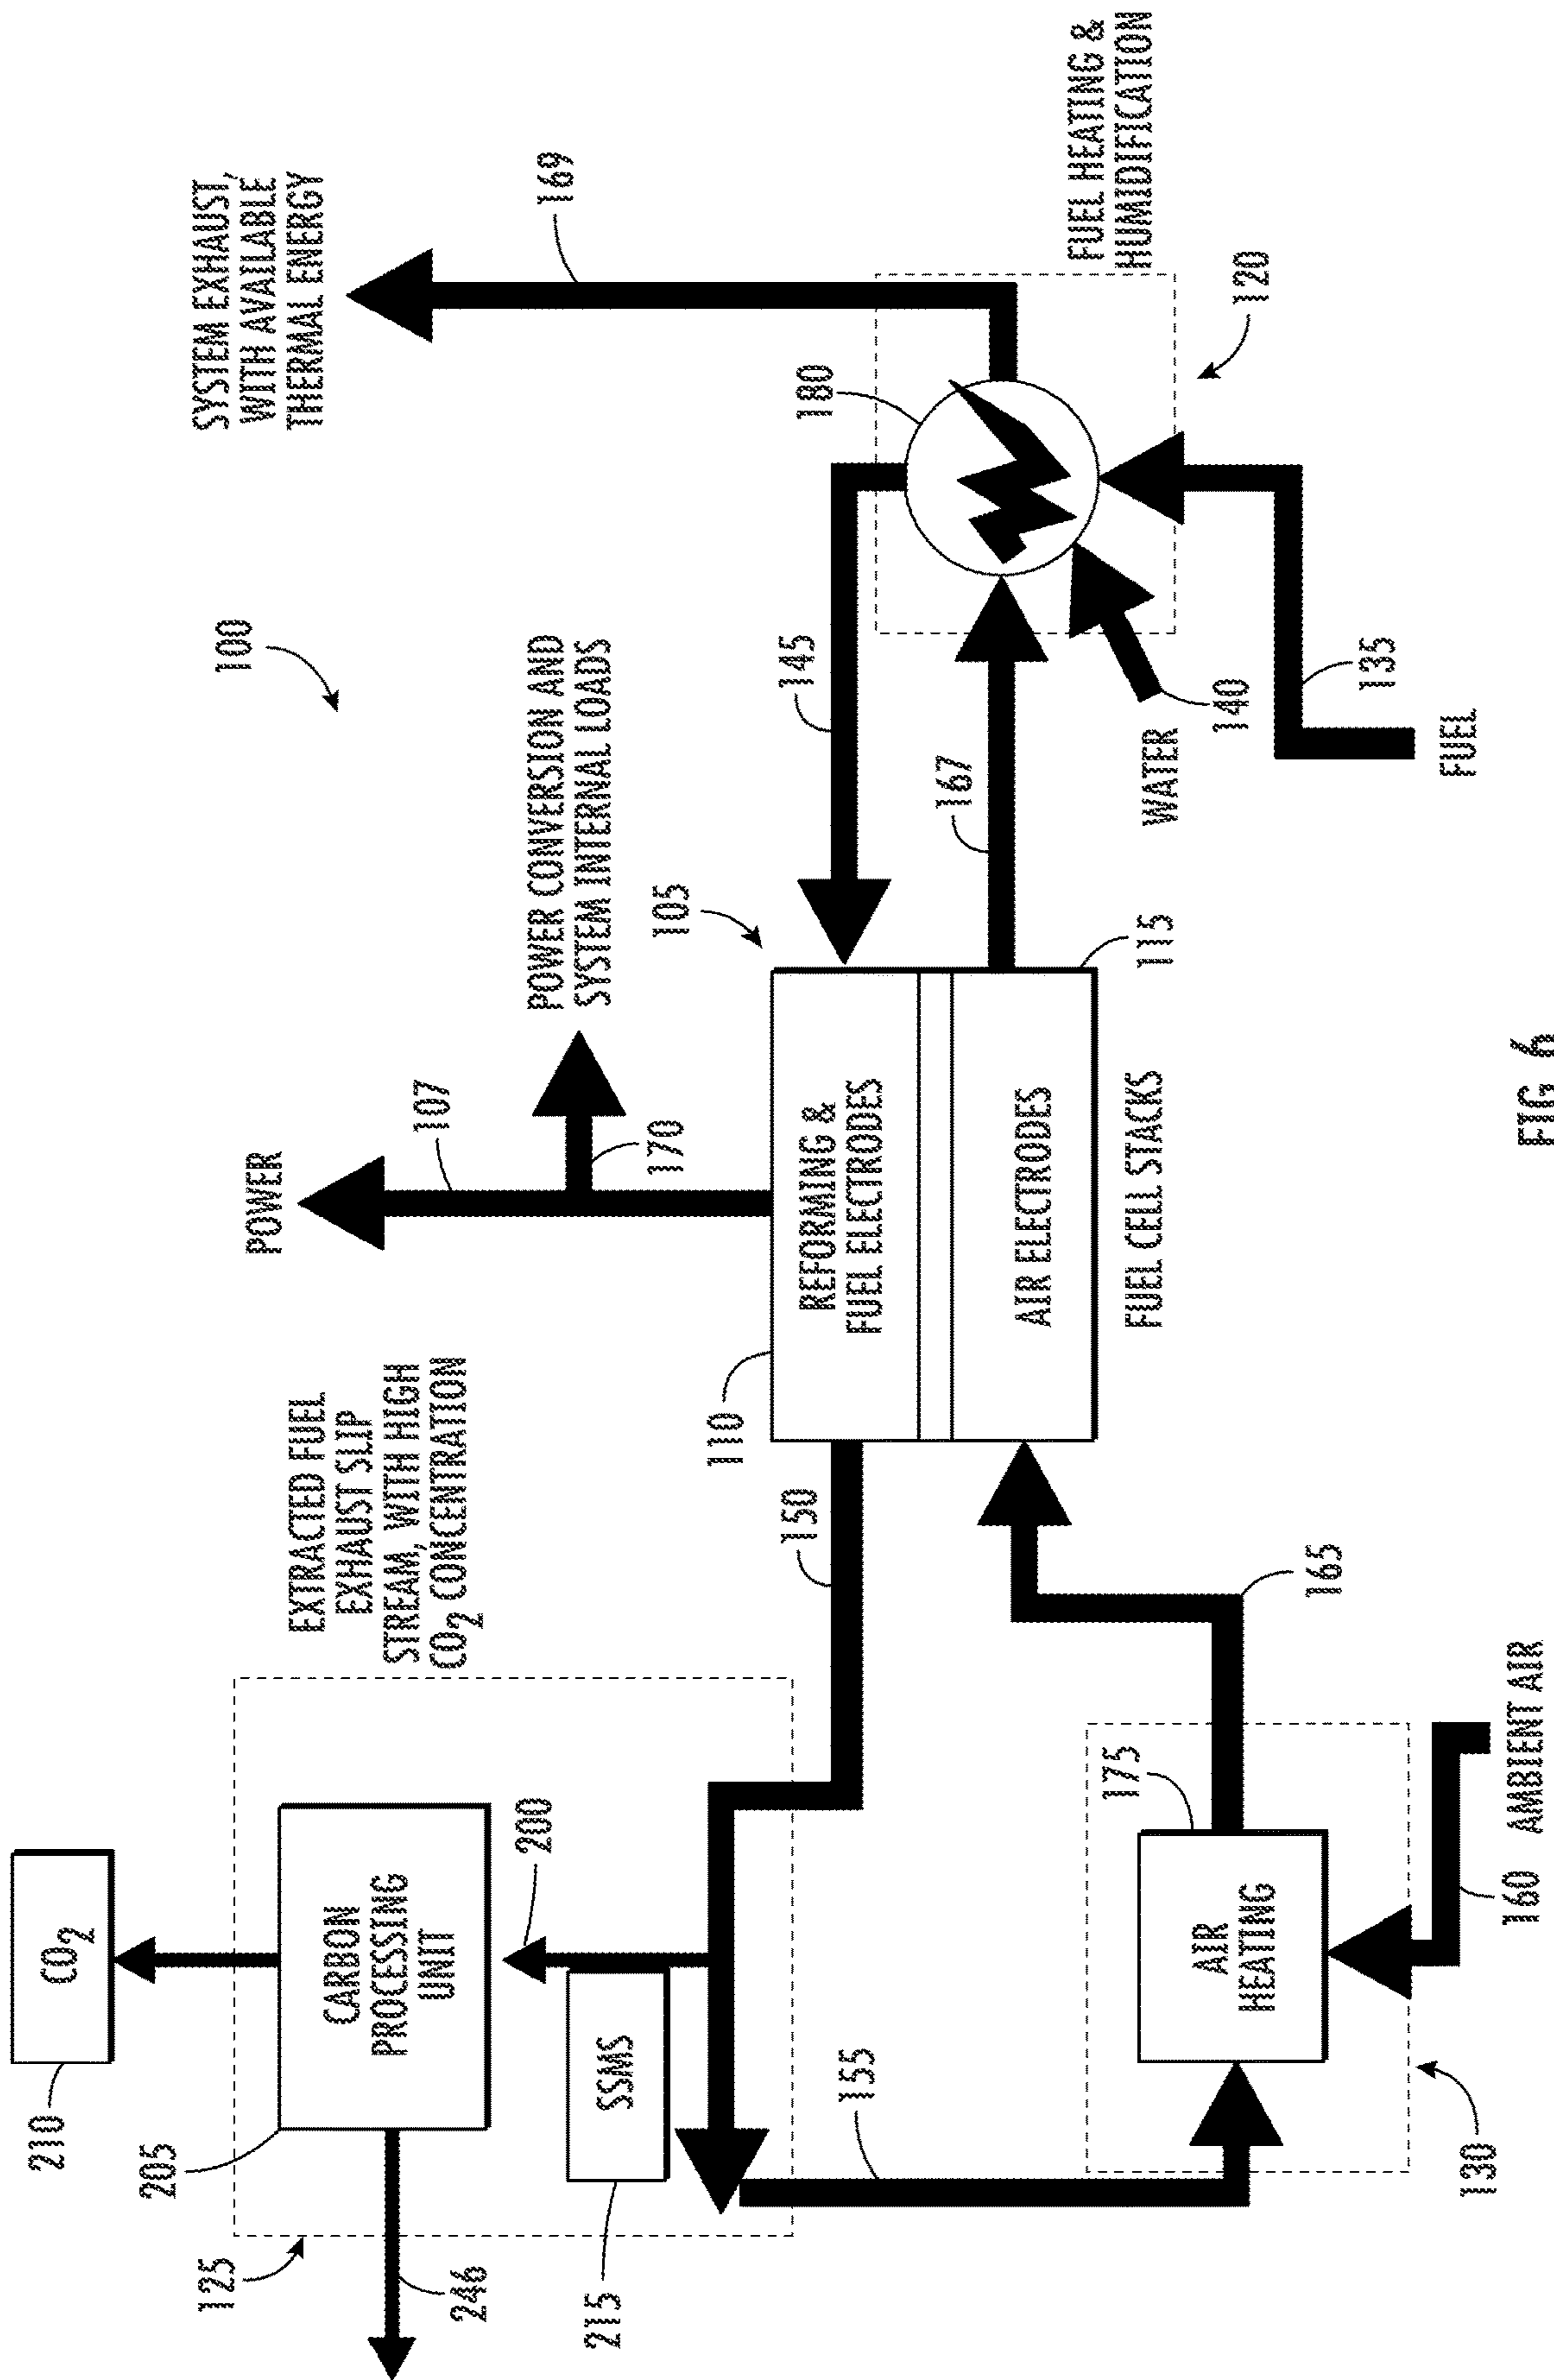 210
CO₂
246
125
205
CARBON
PROCESSING
UNIT
200
SSMS
215
EXTRACTED FUEL
EXHAUST SLIP
STREAM, WITH HIGH
CO₂ CONCENTRATION
POWER
107
170
POWER CONVERSION AND
SYSTEM INTERNAL LOADS
100
SYSTEM EXHAUST,
WITH AVAILABLE
THERMAL ENERGY
169
150
110
REFORMING &
FUEL ELECTRODES
AIR ELECTRODES
FUEL CELL STACKS
105
115
145
167
180
FUEL HEATING &
HUMIDIFICATION
120
WATER
140
135
FUEL
155
130
175
AIR
HEATING
165
160
AMBIENT AIR
FIG. 6